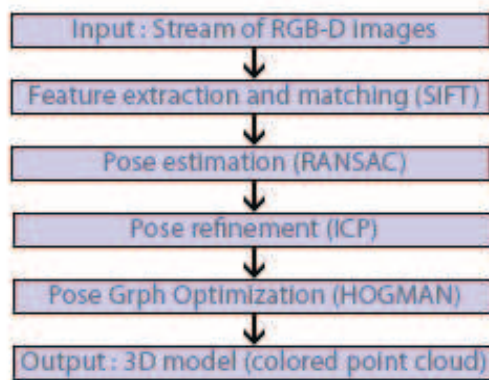 Input : Stream of RGB-D images
Feature extraction and matching (SIFT)
Pose estimation (RANSAC)
Pose refinement (ICP)
Pose Grph Optimization (HOGMAN)
Output : 3D model (colored point cloud)